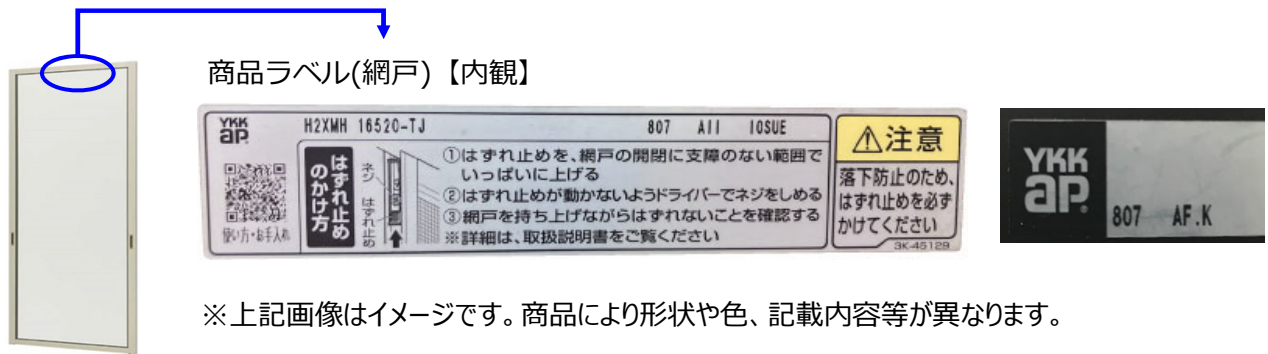 商品ラベル(網戸)【内観】
YKK
ap
H2XMH 16520-TJ 807 AII IOSUE
はずれ止め
のかけ方
ネジ
はずれ止め
①はずれ止めを、網戸の開閉に支障のない範囲で
いっぱいに上げる
②はずれ止めが動かないようドライバーでネジをしめる
③網戸を持ち上げながらはずれないことを確認する
※詳細は、取扱説明書をご覧ください
使い方・お手入れ
⚠注意
落下防止のため、
はずれ止めを必ず
かけてください
3K-45129
YKK
ap
807 AF.K
※上記画像はイメージです。商品により形状や色、記載内容等が異なります。